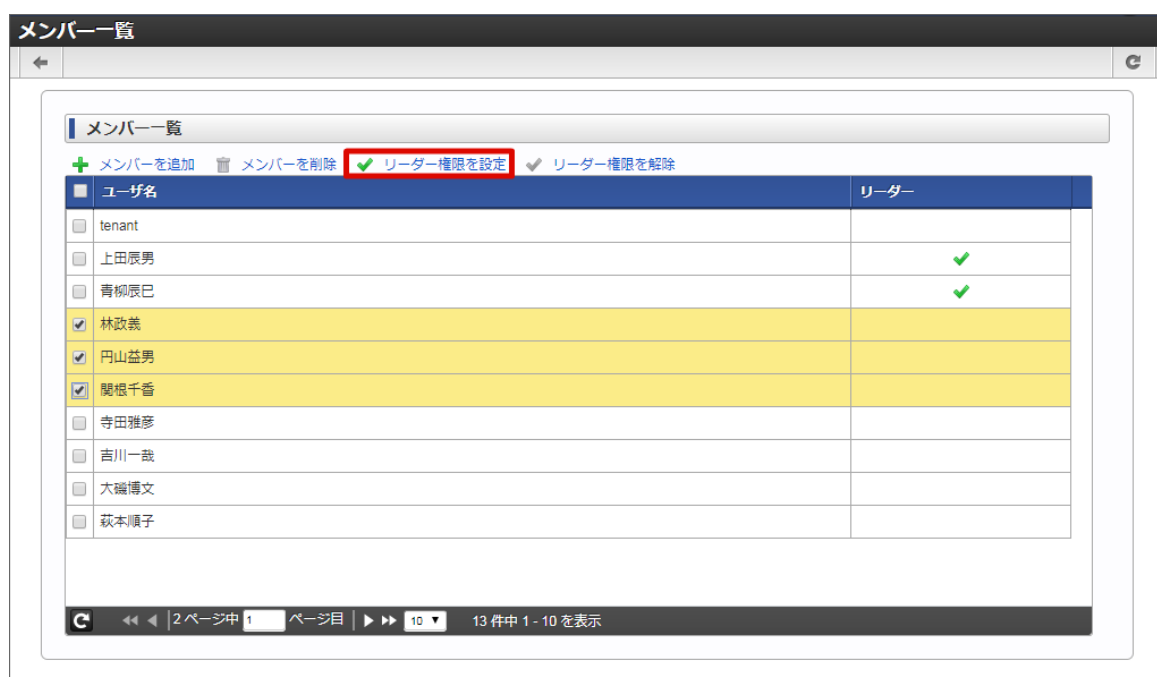 メンバー一覧
メンバー一覧
メンバーを追加 メンバーを削除 リーダー権限を設定 リーダー権限を解除
ユーザ名 リーダー
tenant
上田辰男
青柳辰巳
林政義
円山益男
関根千香
寺田雅彦
吉川一哉
大磯博文
萩本順子
2 ページ中 1 ページ目 10 13 件中 1 - 10 を表示